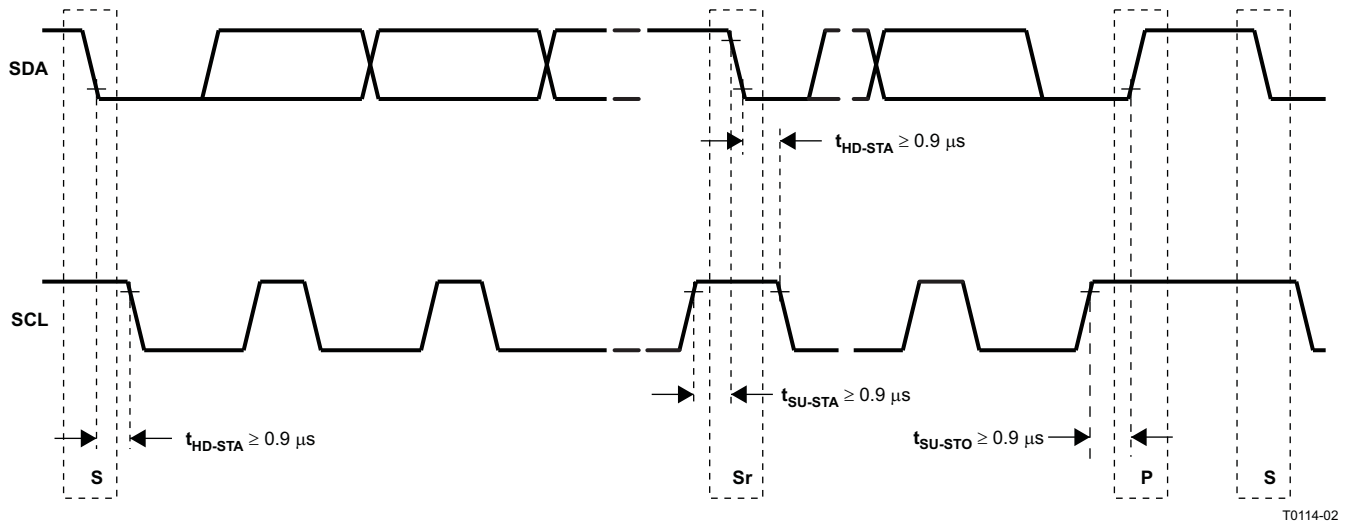 SDA
t_HD-STA ≥ 0.9 μs
SCL
t_SU-STA ≥ 0.9 μs
t_HD-STA ≥ 0.9 μs
t_SU-STO ≥ 0.9 μs
S
Sr
P
S
T0114-02